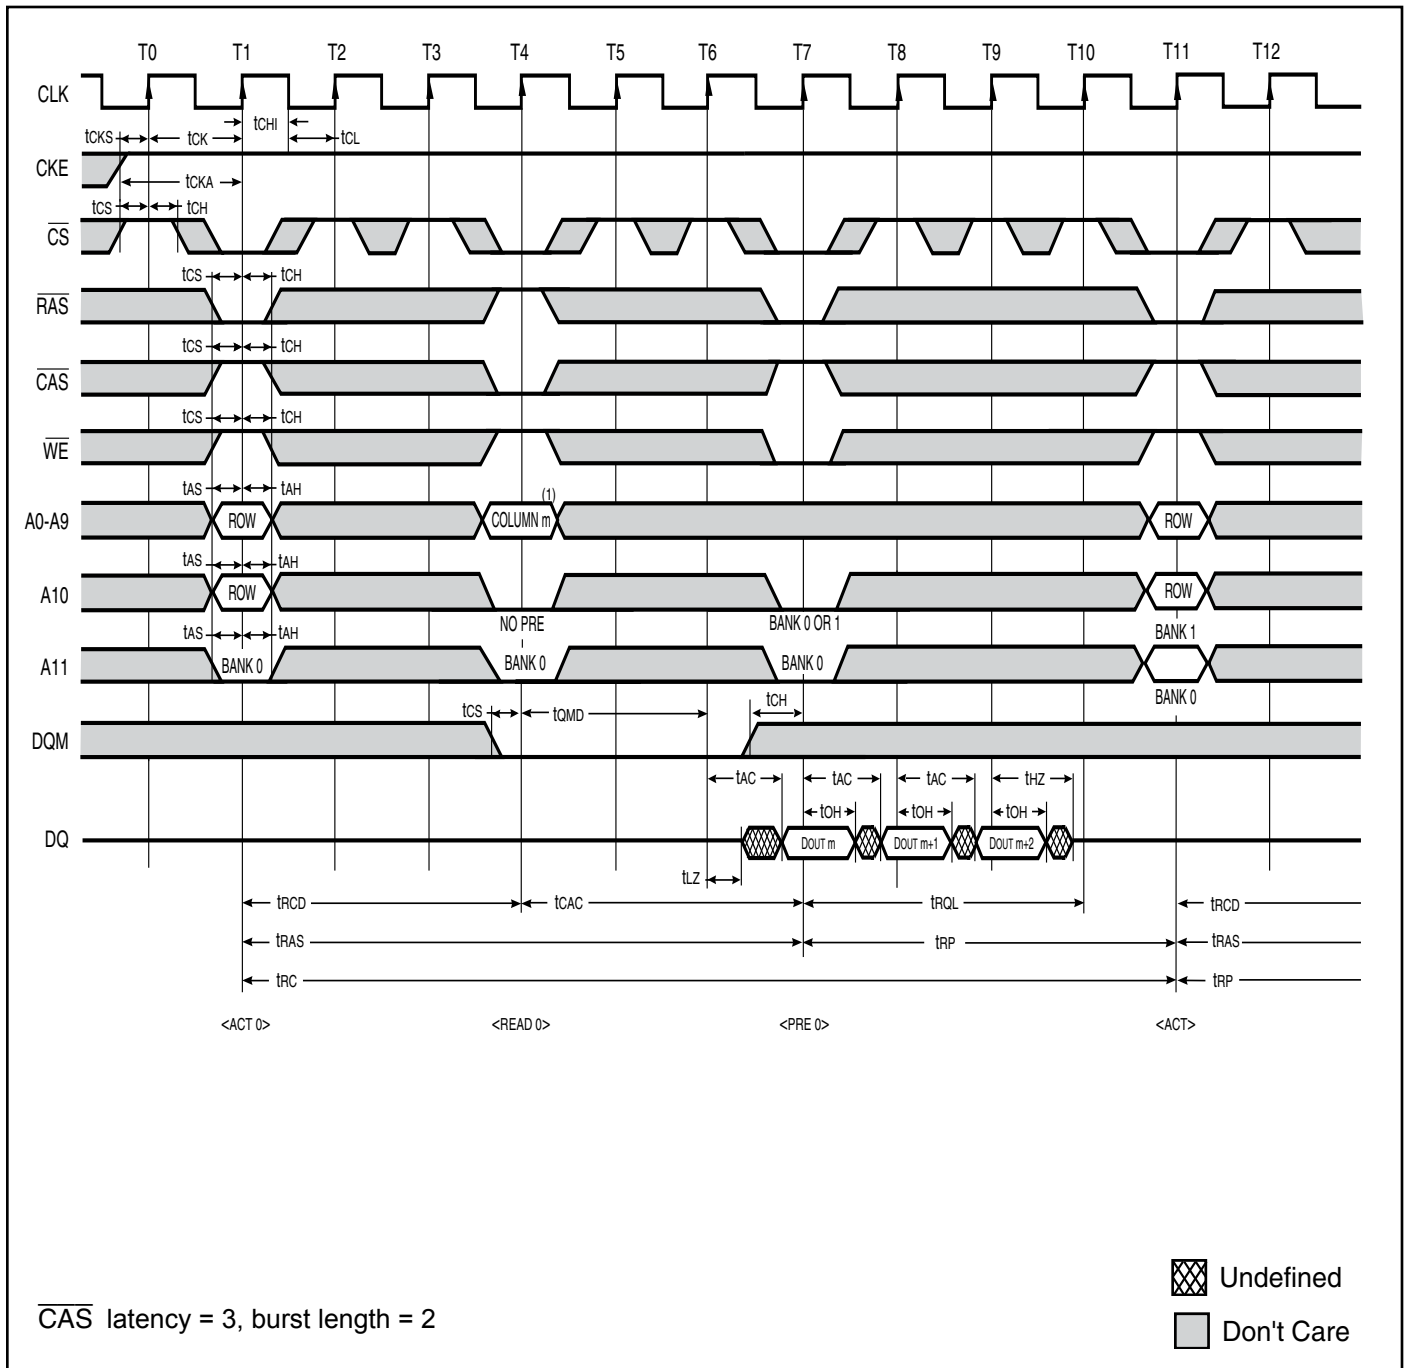 T0 T1 T2 T3 T4 T5 T6 T7 T8 T9 T10 T11 T12
CLK
tCHI
tCKS tCK tCL
CKE
tCKA
tCS tCH
CS
tCS tCH
RAS
tCS tCH
CAS
tCS tCH
WE
tAS tAH
(1)
A0-A9 ROW COLUMN m ROW
tAS tAH
A10 ROW ROW
NO PRE BANK 0 OR 1 BANK 1
tAS tAH
A11 BANK 0 BANK 0 BANK 0
BANK 0
tCS tQMD tCH
DQM
tAC tAC tAC tHZ
tOH tOH tOH
DQ DOUT m DOUT m+1 DOUT m+2
tLZ
tRCD tCAC tRQL tRCD
tRAS tRP tRAS
tRC tRP
<ACT 0> <READ 0> <PRE 0> <ACT>
Undefined
CAS latency = 3, burst length = 2
Don't Care